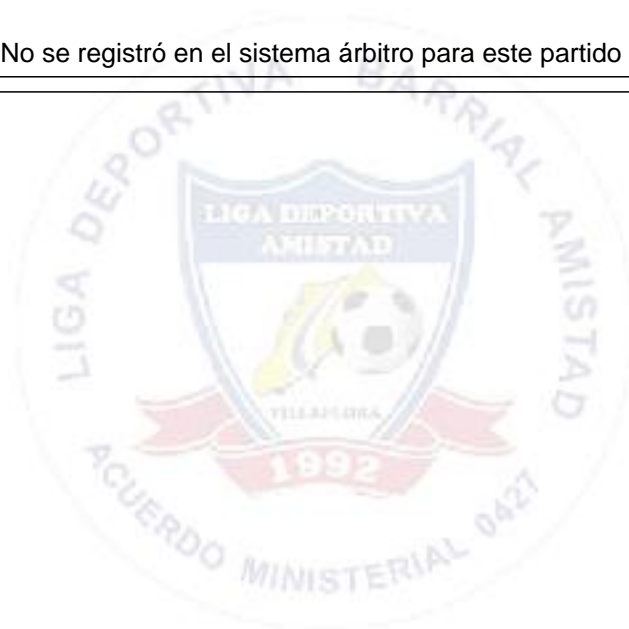 No se registró en el sistema árbitro para este partido
LIGA DEPORTIVA BARRIAL AMISTAD
LIGA DEPORTIVA
AMISTAD
VILLAFLORA
1992
ACUERDO MINISTERIAL 0427